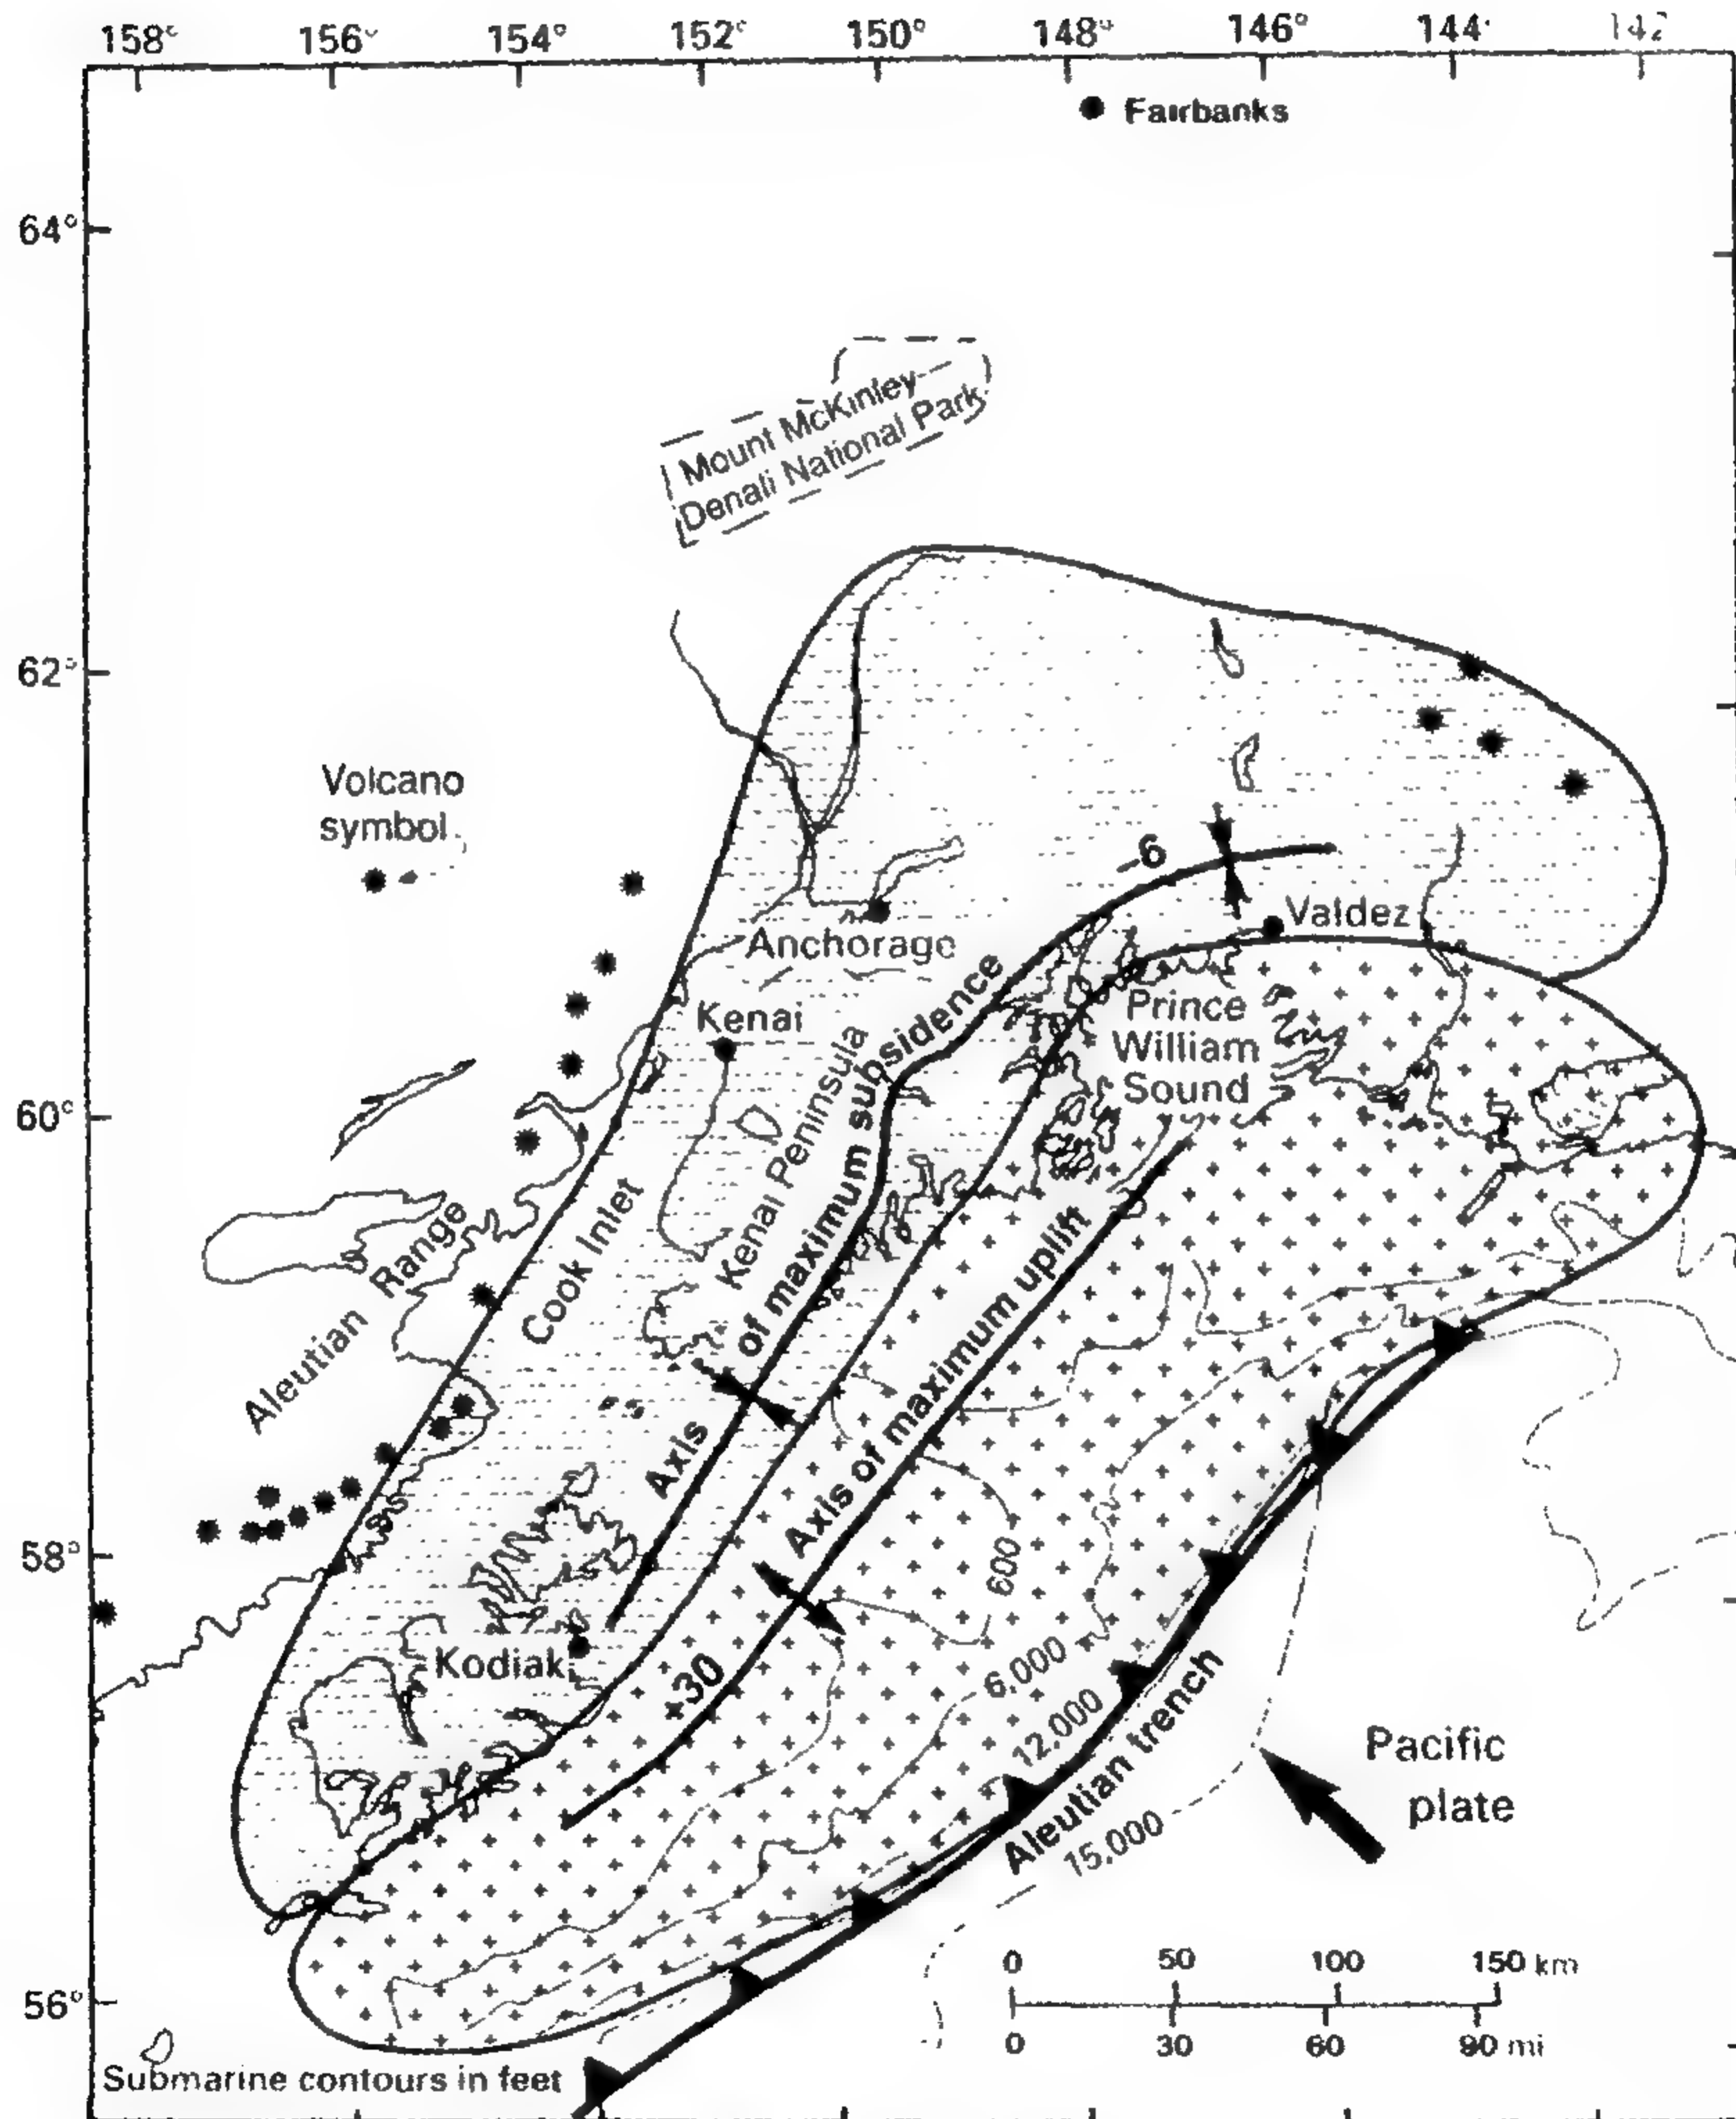 158° 156° 154° 152° 150° 148° 146° 144° 142
Fairbanks
64°
Mount McKinley
Denali National Park
62°
Volcano
symbol
-6
Valdez
Anchorage
Kenai
Prince
William
Sound
60°
Kenai Peninsula
Axis of maximum subsidence
Cook Inlet
Aleutian Range
Axis of maximum uplift
58°
600
Kodiak
+30
6,000
12,000
Aleutian trench
15,000
Pacific
plate
0 50 100 150 km
0 30 60 90 mi
56°
Submarine contours in feet